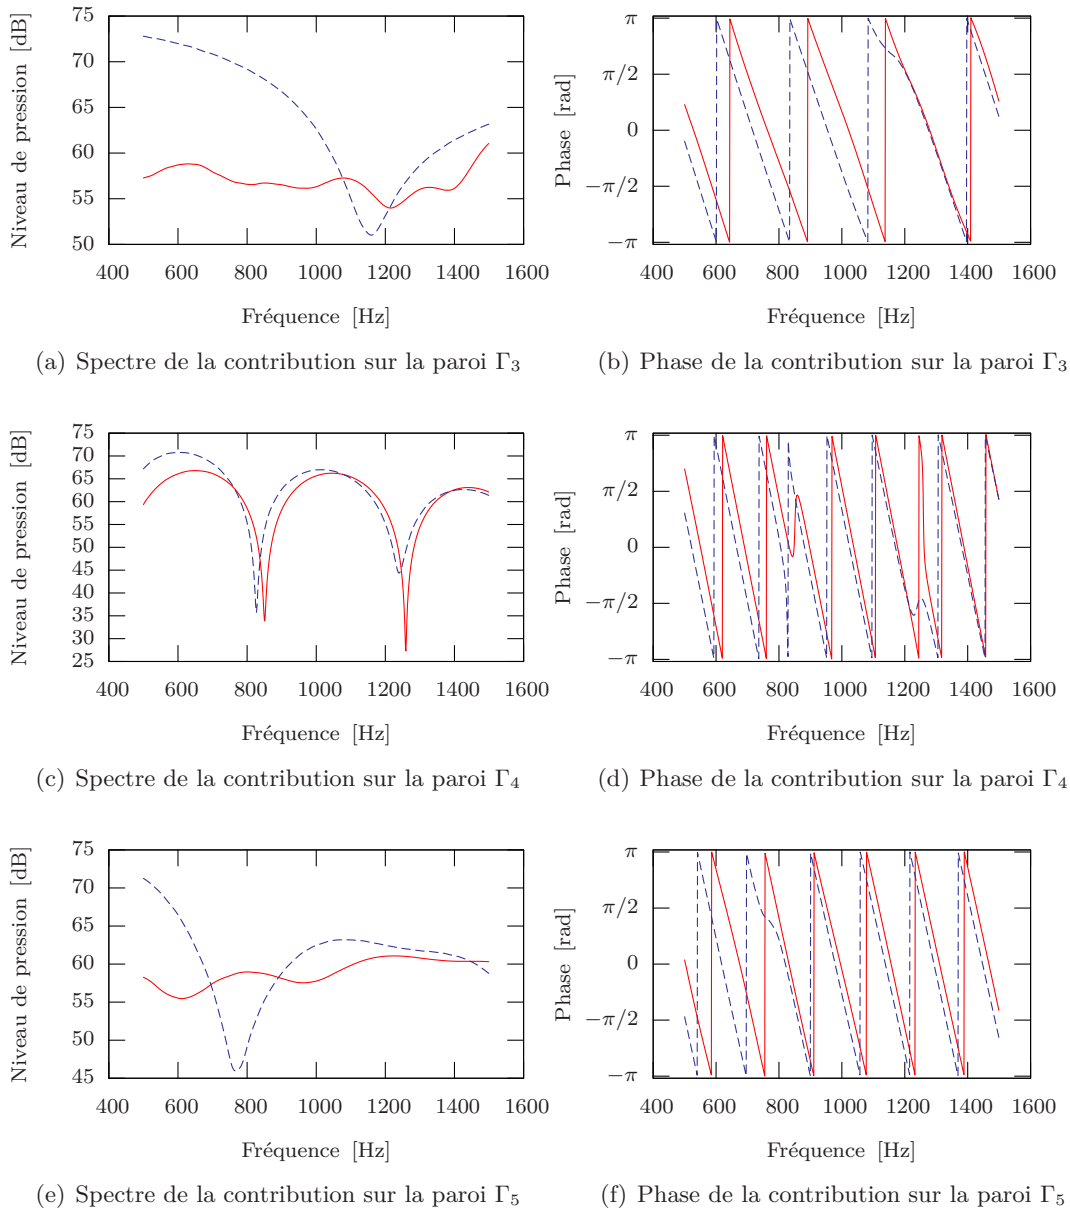 Niveau de pression [dB]
75
70
65
60
55
50
400 600 800 1000 1200 1400 1600
Fréquence [Hz]
(a) Spectre de la contribution sur la paroi Γ3
Phase [rad]
π
π/2
0
−π/2
−π
400 600 800 1000 1200 1400 1600
Fréquence [Hz]
(b) Phase de la contribution sur la paroi Γ3
Niveau de pression [dB]
75
70
65
60
55
50
45
40
35
30
25
400 600 800 1000 1200 1400 1600
Fréquence [Hz]
(c) Spectre de la contribution sur la paroi Γ4
Phase [rad]
π
π/2
0
−π/2
−π
400 600 800 1000 1200 1400 1600
Fréquence [Hz]
(d) Phase de la contribution sur la paroi Γ4
Niveau de pression [dB]
75
70
65
60
55
50
45
400 600 800 1000 1200 1400 1600
Fréquence [Hz]
(e) Spectre de la contribution sur la paroi Γ5
Phase [rad]
π
π/2
0
−π/2
−π
400 600 800 1000 1200 1400 1600
Fréquence [Hz]
(f) Phase de la contribution sur la paroi Γ5